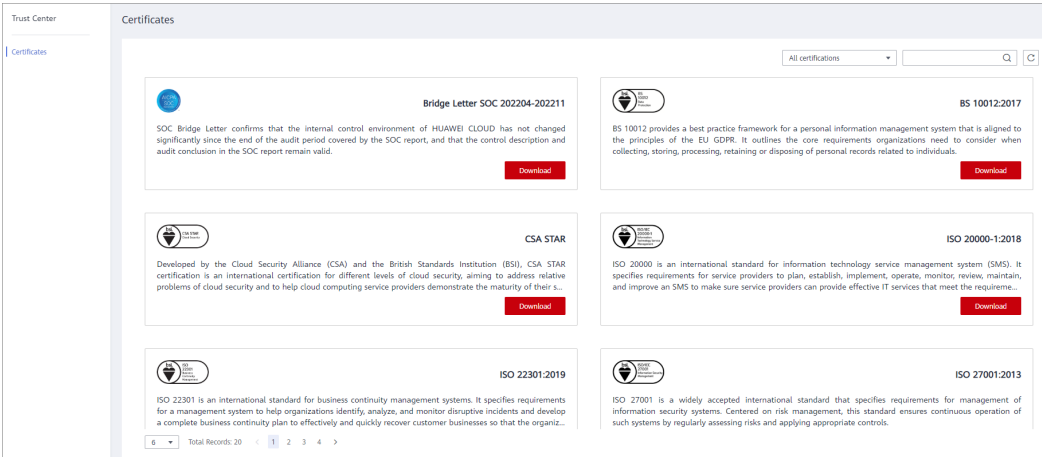 Trust Center
Certificates
Certificates
All certifications
Bridge Letter SOC 202204-202211
SOC Bridge Letter confirms that the internal control environment of HUAWEI CLOUD has not changed
significantly since the end of the audit period covered by the SOC report, and that the control description and
audit conclusion in the SOC report remain valid.
Download
BS 10012:2017
BS 10012 provides a best practice framework for a personal information management system that is aligned to
the principles of the EU GDPR. It outlines the core requirements organizations need to consider when
collecting, storing, processing, retaining or disposing of personal records related to individuals.
Download
CSA STAR
Developed by the Cloud Security Alliance (CSA) and the British Standards Institution (BSI), CSA STAR
certification is an international certification for different levels of cloud security, aiming to address relative
problems of cloud security and to help cloud computing service providers demonstrate the maturity of their s...
Download
ISO 20000-1:2018
ISO 20000 is an international standard for information technology service management system (SMS). It
specifies requirements for service providers to plan, establish, implement, operate, monitor, review, maintain,
and improve an SMS to make sure service providers can provide effective IT services that meet the requireme...
Download
ISO 22301:2019
ISO 22301 is an international standard for business continuity management systems. It specifies requirements
for a management system to help organizations identify, analyze, and monitor disruptive incidents and develop
a complete business continuity plan to effectively and quickly recover customer businesses so that the organiz...
ISO 27001:2013
ISO 27001 is a widely accepted international standard that specifies requirements for management of
information security systems. Centered on risk management, this standard ensures continuous operation of
such systems by regularly assessing risks and applying appropriate controls.
6 Total Records: 20 < 1 2 3 4 >